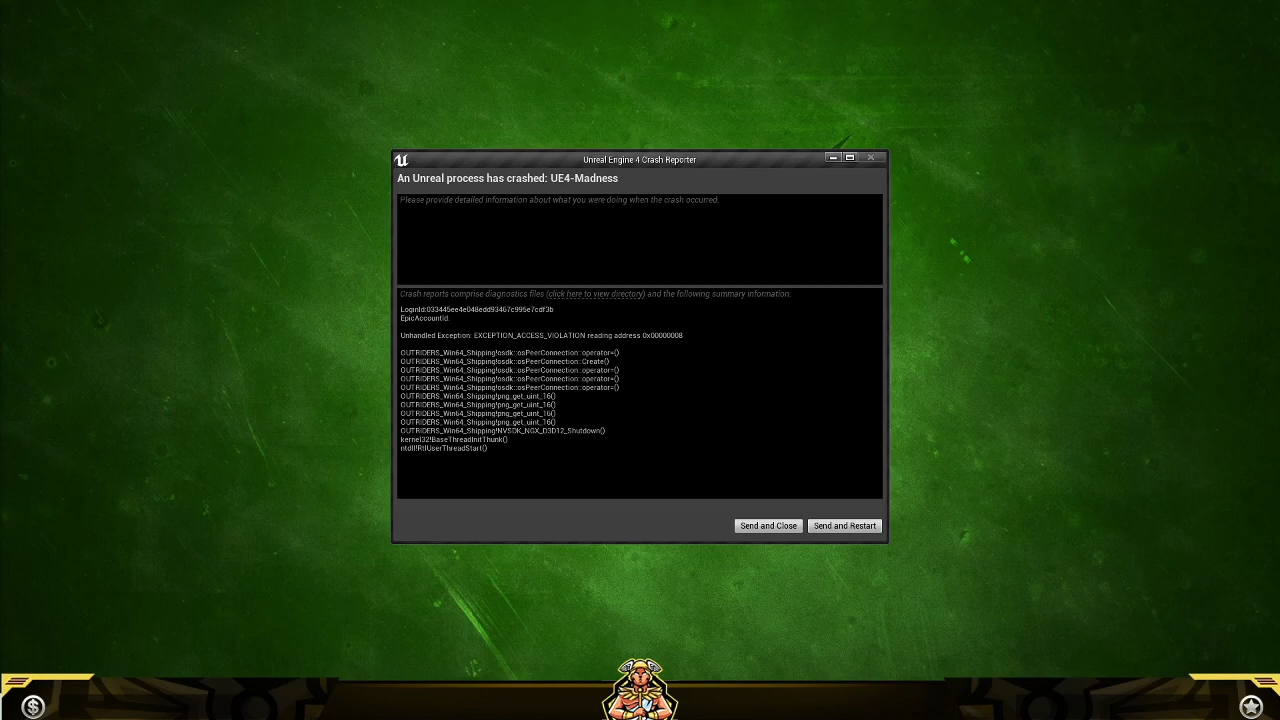 Unreal Engine 4 Crash Reporter
An Unreal process has crashed: UE4-Madness
Please provide detailed information about what you were doing when the crash occurred.
Crash reports comprise diagnostics files (click here to view directory) and the following summary information:
LoginId:033445ee4e048edd93467c995e7cdf3b
EpicAccountId:
Unhandled Exception: EXCEPTION_ACCESS_VIOLATION reading address 0x00000008
OUTRIDERS_Win64_Shipping!osdk::osPeerConnection::operator=()
OUTRIDERS_Win64_Shipping!osdk::osPeerConnection::Create()
OUTRIDERS_Win64_Shipping!osdk::osPeerConnection::operator=()
OUTRIDERS_Win64_Shipping!osdk::osPeerConnection::operator=()
OUTRIDERS_Win64_Shipping!osdk::osPeerConnection::operator=()
OUTRIDERS_Win64_Shipping!png_get_uint_16()
OUTRIDERS_Win64_Shipping!png_get_uint_16()
OUTRIDERS_Win64_Shipping!png_get_uint_16()
OUTRIDERS_Win64_Shipping!png_get_uint_16()
OUTRIDERS_Win64_Shipping!NVSDK_NGX_D3D12_Shutdown()
kernel32!BaseThreadInitThunk()
ntdll!RtlUserThreadStart()
Send and Close
Send and Restart
$